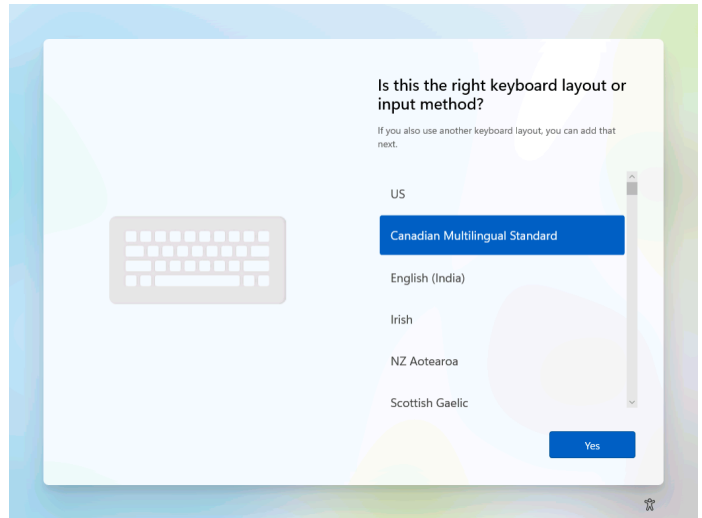 Is this the right keyboard layout or
input method?
If you also use another keyboard layout, you can add that
next.
US
Canadian Multilingual Standard
English (India)
Irish
NZ Aotearoa
Scottish Gaelic
Yes